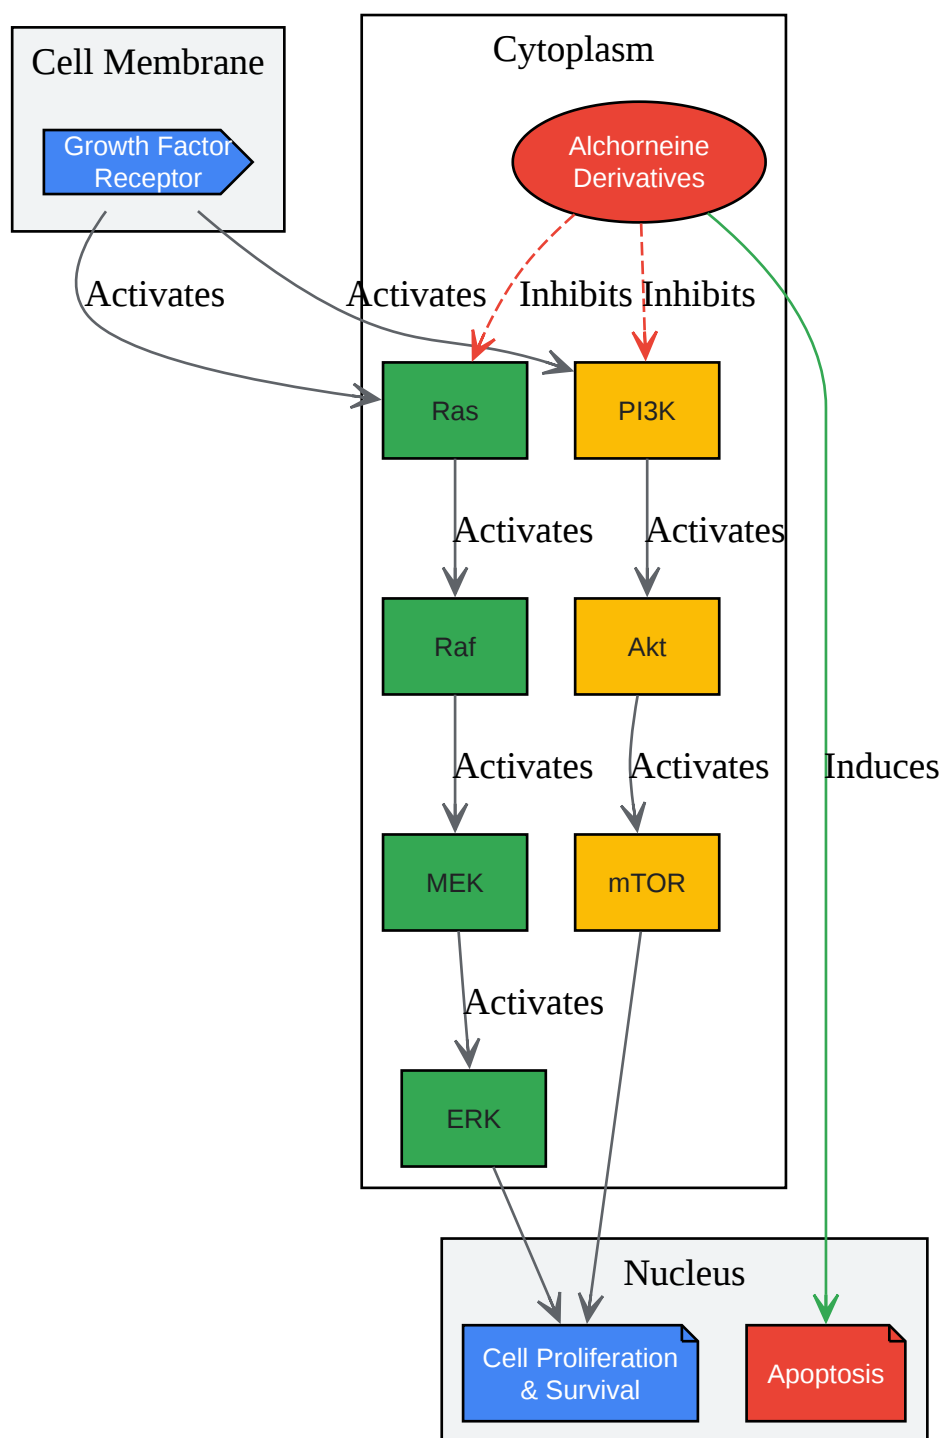 Cell Membrane
Growth Factor
Receptor
Cytoplasm
Alchorneine
Derivatives
Activates
Activates
Inhibits
Inhibits
Ras
PI3K
Activates
Activates
Raf
Akt
Activates
Activates
Induces
MEK
mTOR
Activates
ERK
Nucleus
Cell Proliferation
& Survival
Apoptosis